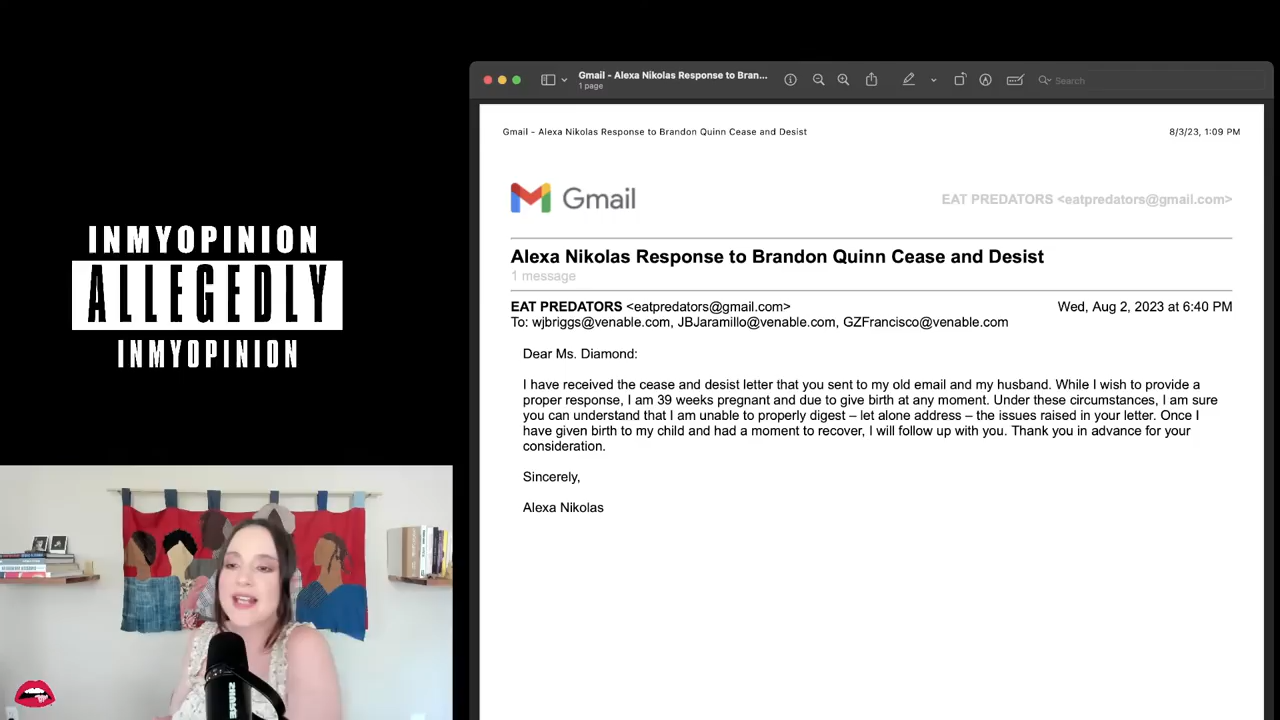 INMYOPINION
ALLEGEDLY
INMYOPINION
Gmail - Alexa Nikolas Response to Bran...
1 page
Search
Gmail - Alexa Nikolas Response to Brandon Quinn Cease and Desist
8/3/23, 1:09 PM
Gmail
EAT PREDATORS <eatpredators@gmail.com>
Alexa Nikolas Response to Brandon Quinn Cease and Desist
1 message
EAT PREDATORS <eatpredators@gmail.com>
Wed, Aug 2, 2023 at 6:40 PM
To: wjbriggs@venable.com, JBJaramillo@venable.com, GZFrancisco@venable.com
Dear Ms. Diamond:
I have received the cease and desist letter that you sent to my old email and my husband. While I wish to provide a
proper response, I am 39 weeks pregnant and due to give birth at any moment. Under these circumstances, I am sure
you can understand that I am unable to properly digest – let alone address – the issues raised in your letter. Once I
have given birth to my child and had a moment to recover, I will follow up with you. Thank you in advance for your
consideration.
Sincerely,
Alexa Nikolas